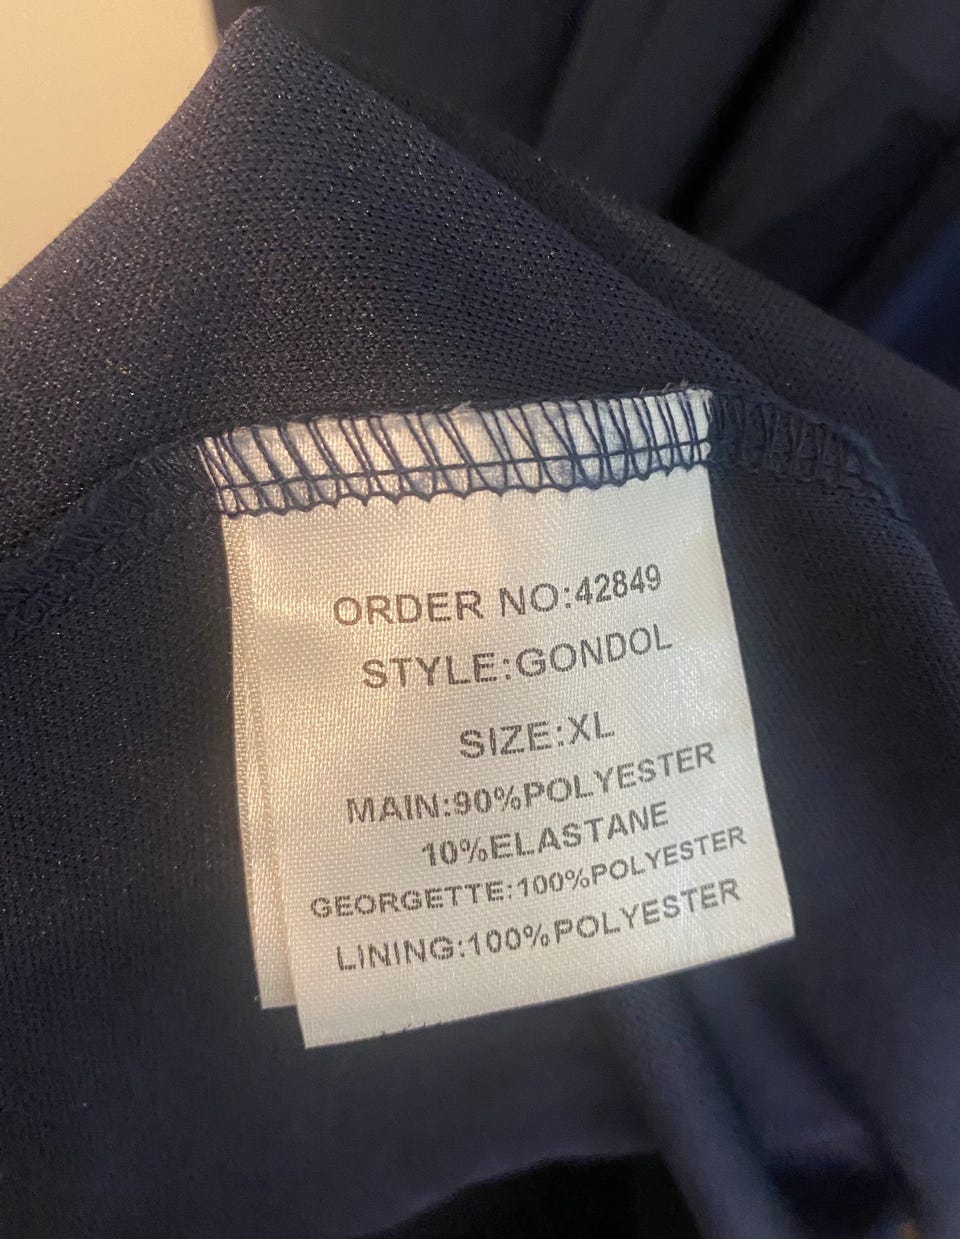 ORDER NO:42849
STYLE:GONDOL
SIZE:XL
MAIN:90%POLYESTER
10%ELASTANE
GEORGETTE:100%POLYESTER
LINING:100%POLYESTER